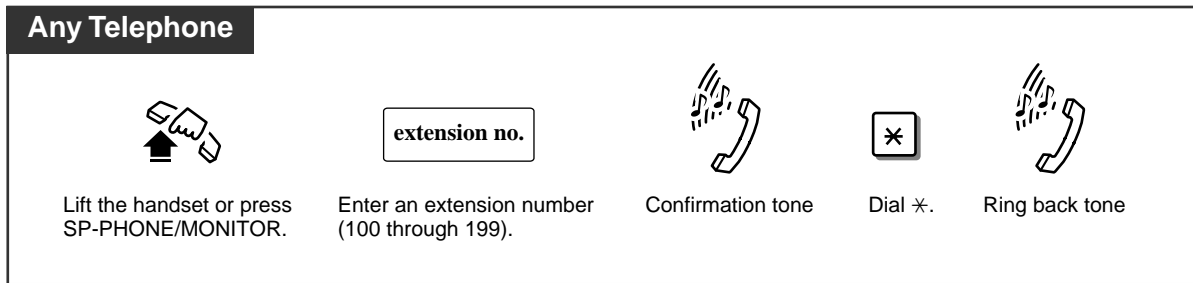 Any Telephone
extension no.
Lift the handset or press
SP-PHONE/MONITOR.
Enter an extension number
(100 through 199).
Confirmation tone
Dial ✳.
Ring back tone